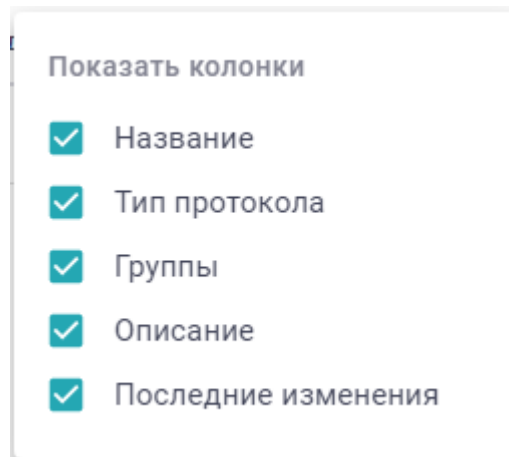 Показать колонки
Название
Тип протокола
Группы
Описание
Последние изменения